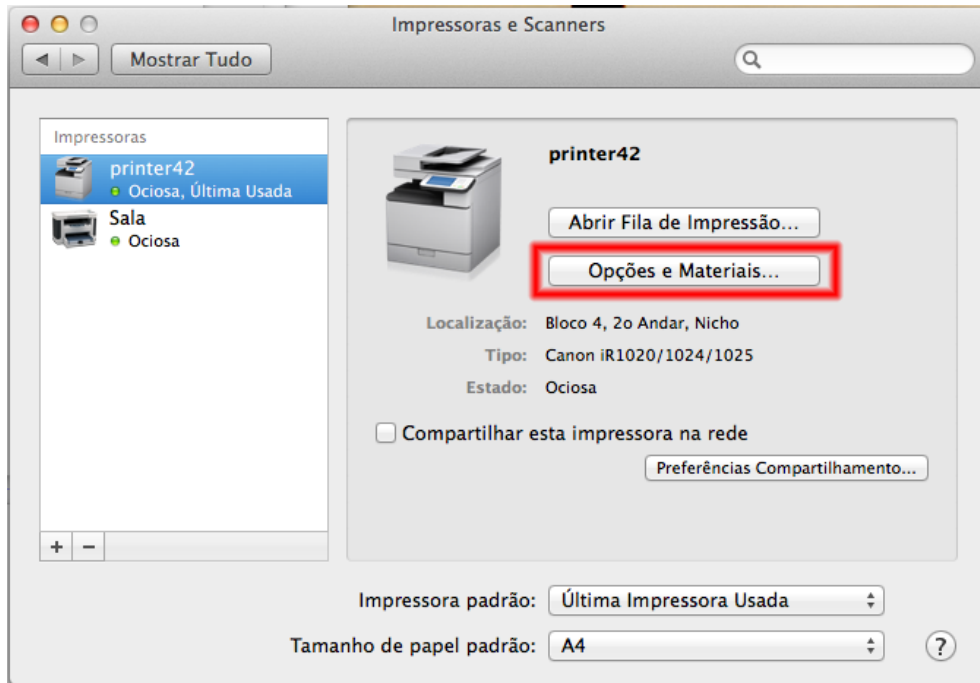 Impressoras e Scanners
Mostrar Tudo
Impressoras
printer42
Ociosa, Última Usada
Sala
Ociosa
+ −
printer42
Abrir Fila de Impressão...
Opções e Materiais...
Localização: Bloco 4, 2o Andar, Nicho
Tipo: Canon iR1020/1024/1025
Estado: Ociosa
Compartilhar esta impressora na rede
Preferências Compartilhamento...
Impressora padrão: Última Impressora Usada
Tamanho de papel padrão: A4
?